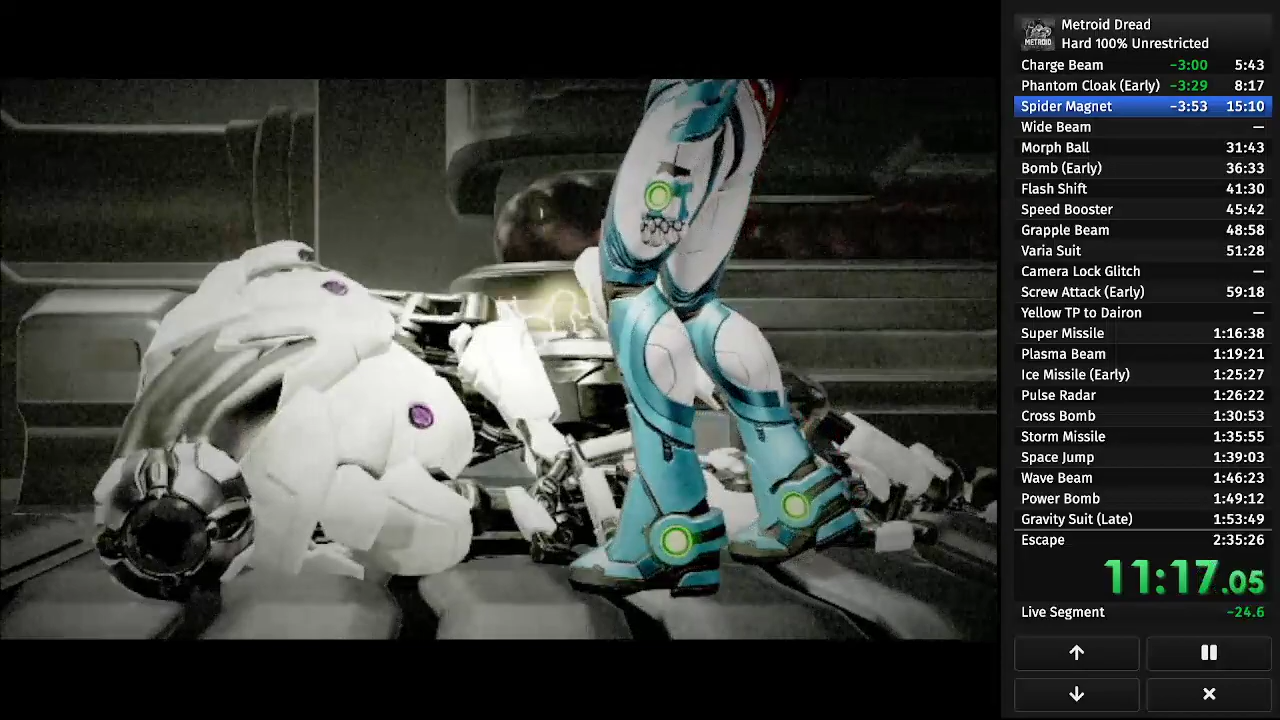 Metroid Dread
Hard 100% Unrestricted
Charge Beam −3:00 5:43
Phantom Cloak (Early) −3:29 8:17
Spider Magnet −3:53 15:10
Wide Beam —
Morph Ball 31:43
Bomb (Early) 36:33
Flash Shift 41:30
Speed Booster 45:42
Grapple Beam 48:58
Varia Suit 51:28
Camera Lock Glitch —
Screw Attack (Early) 59:18
Yellow TP to Dairon —
Super Missile 1:16:38
Plasma Beam 1:19:21
Ice Missile (Early) 1:25:27
Pulse Radar 1:26:22
Cross Bomb 1:30:53
Storm Missile 1:35:55
Space Jump 1:39:03
Wave Beam 1:46:23
Power Bomb 1:49:12
Gravity Suit (Late) 1:53:49
Escape 2:35:26
11:17.05
Live Segment −24.6